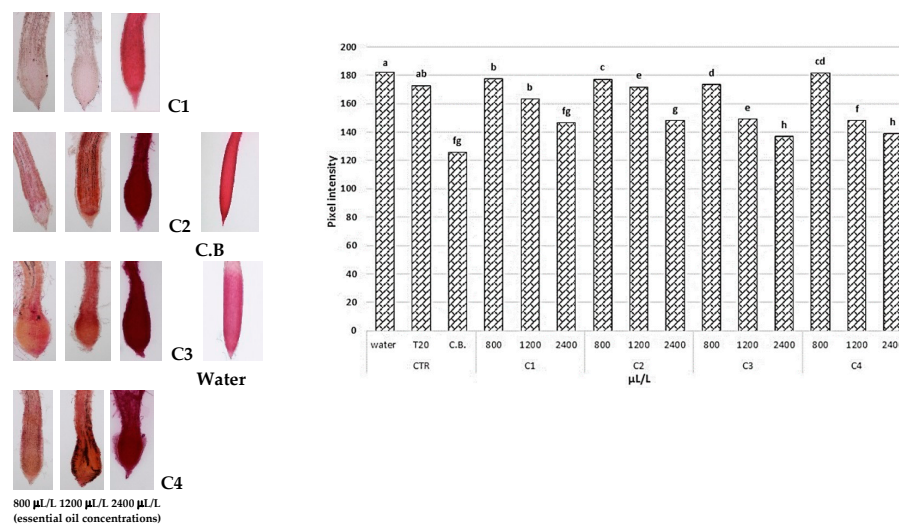 C1
C2
C.B
C3
Water
C4
800 µL/L 1200 µL/L 2400 µL/L
(essential oil concentrations)
200
180
160
140
120
100
80
60
40
20
0
Pixel intensity
a
ab
fg
b
b
fg
c
e
g
d
e
h
cd
f
h
water T20 C.B. 800 1200 2400 800 1200 2400 800 1200 2400 800 1200 2400
CTR C1 C2 C3 C4
µL/L